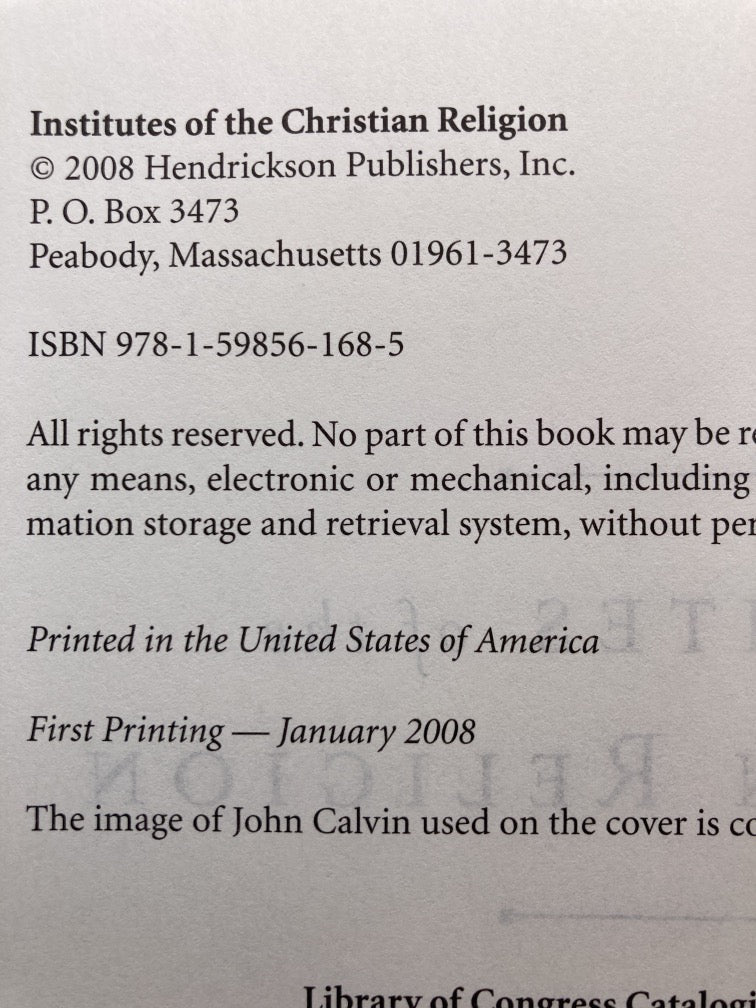 Institutes of the Christian Religion
© 2008 Hendrickson Publishers, Inc.
P. O. Box 3473
Peabody, Massachusetts 01961-3473
ISBN 978-1-59856-168-5
All rights reserved. No part of this book may be
any means, electronic or mechanical, including
mation storage and retrieval system, without
Printed in the United States of America
First Printing — January 2008
The image of John Calvin used on the cover is
Library of Congress